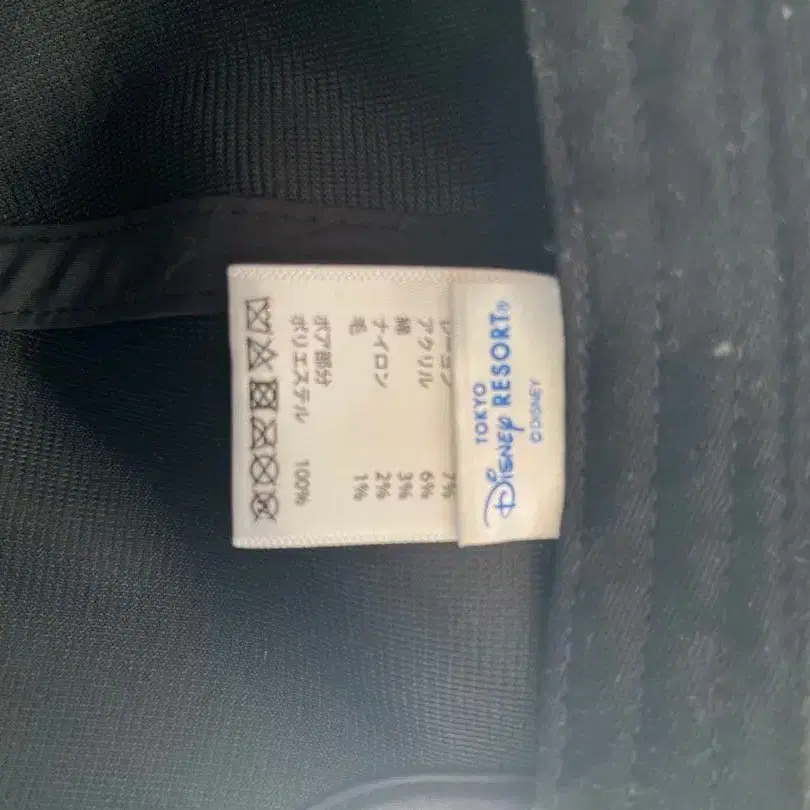 TOKYO
Disney RESORT®
©DISNEY
レーヨン 7%
アクリル 6%
綿 3%
ナイロン 2%
毛 1%
ボア部分
ポリエステル 100%